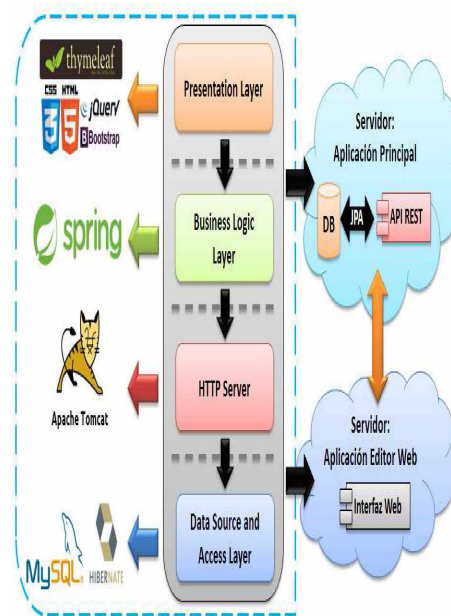 thymeleaf
CSS HTML
3 5
jQuery
B Bootstrap
spring
Apache Tomcat
MySQL
HIBERNATE
Presentation Layer
Business Logic
Layer
HTTP Server
Data Source and
Access Layer
Servidor:
Aplicación Principal
DB
JPA
API REST
Servidor:
Aplicación Editor Web
Interfaz Web